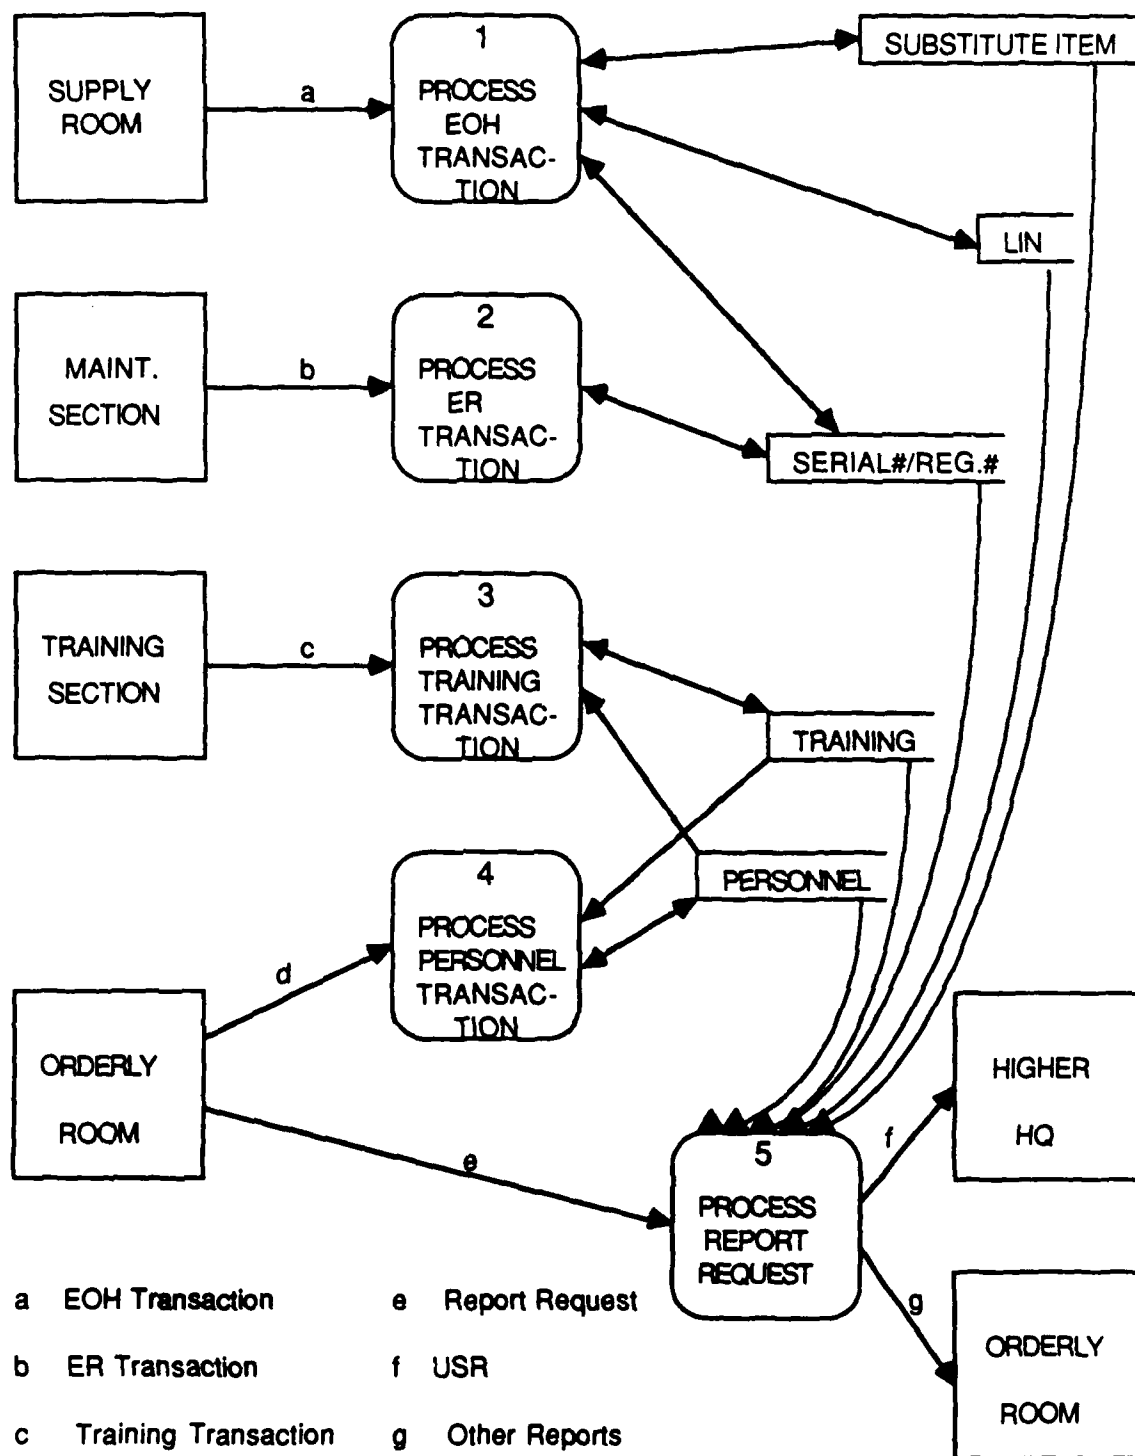 SUPPLY
ROOM
a
1
PROCESS
EOH
TRANSAC-
TION
SUBSTITUTE ITEM
LIN
MAINT.
SECTION
b
2
PROCESS
ER
TRANSAC-
TION
SERIAL#/REG.#
TRAINING
SECTION
c
3
PROCESS
TRAINING
TRANSAC-
TION
TRAINING
PERSONNEL
4
PROCESS
PERSONNEL
TRANSAC-
TION
d
ORDERLY
ROOM
e
5
PROCESS
REPORT
REQUEST
f
HIGHER
HQ
g
ORDERLY
ROOM
a EOH Transaction
e Report Request
b ER Transaction
f USR
c Training Transaction
g Other Reports